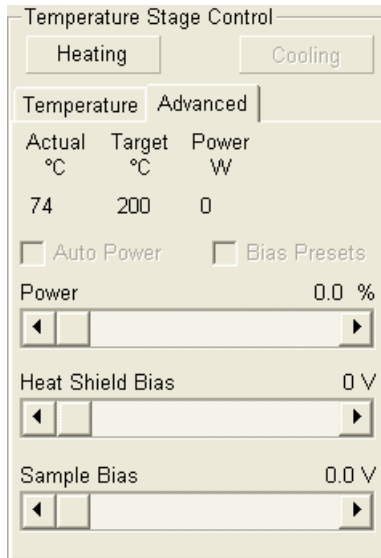 Temperature Stage Control
Heating Cooling
Temperature Advanced
Actual Target Power
°C °C W
74 200 0
Auto Power Bias Presets
Power 0.0 %
Heat Shield Bias 0 V
Sample Bias 0.0 V